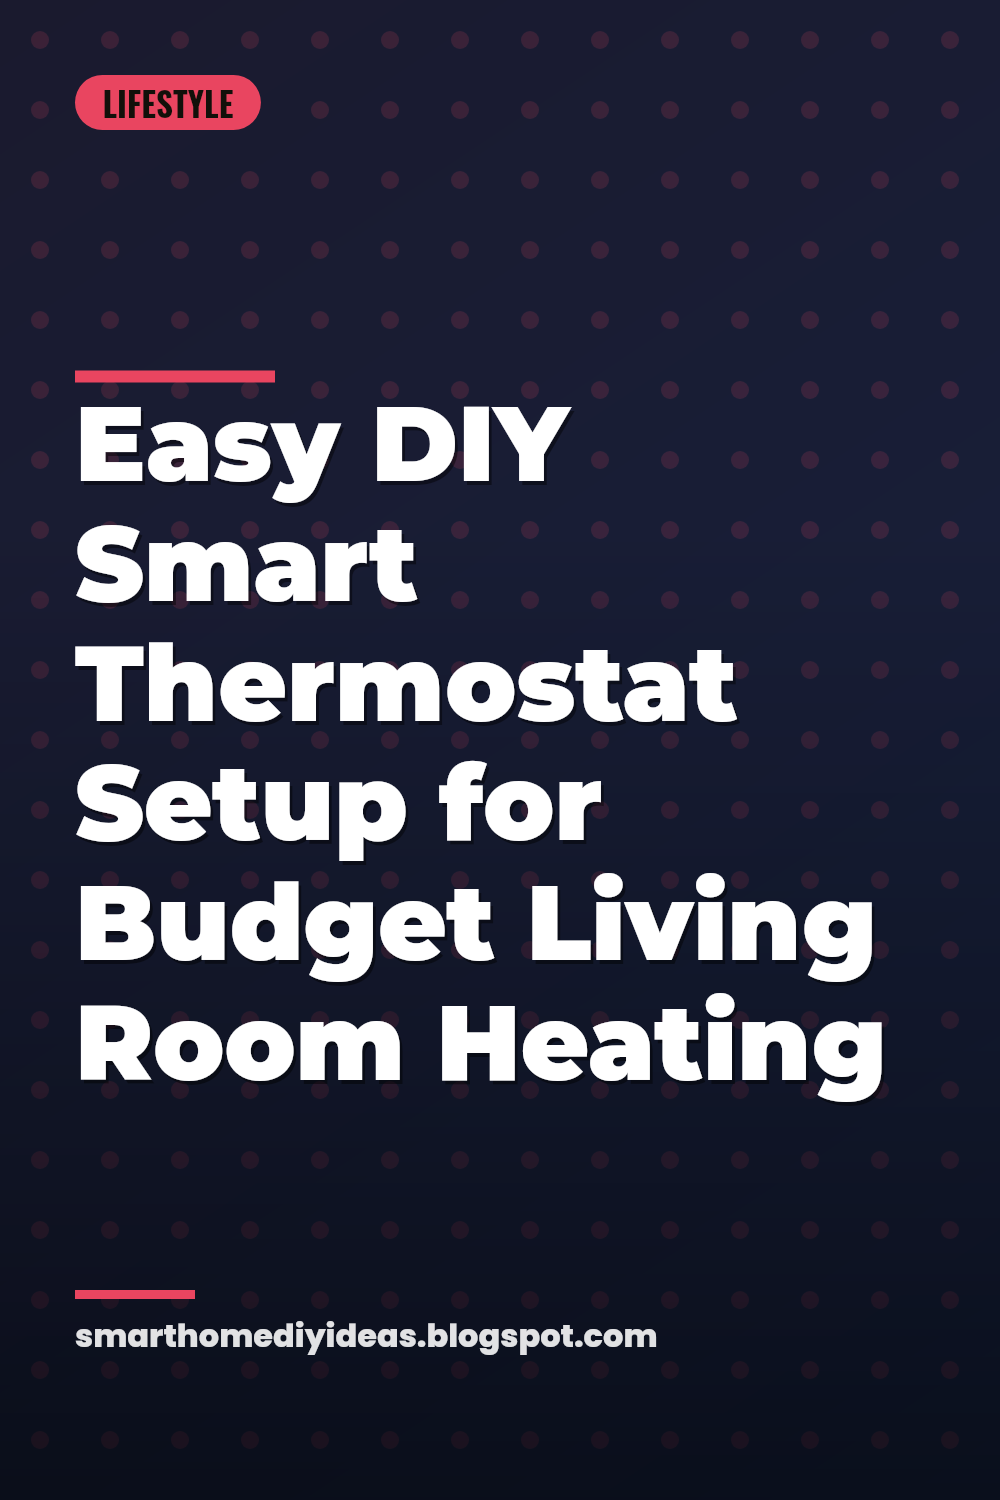 LIFESTYLE
Easy DIY
Smart
Thermostat
Setup for
Budget Living
Room Heating
smarthomediyideas.blogspot.com